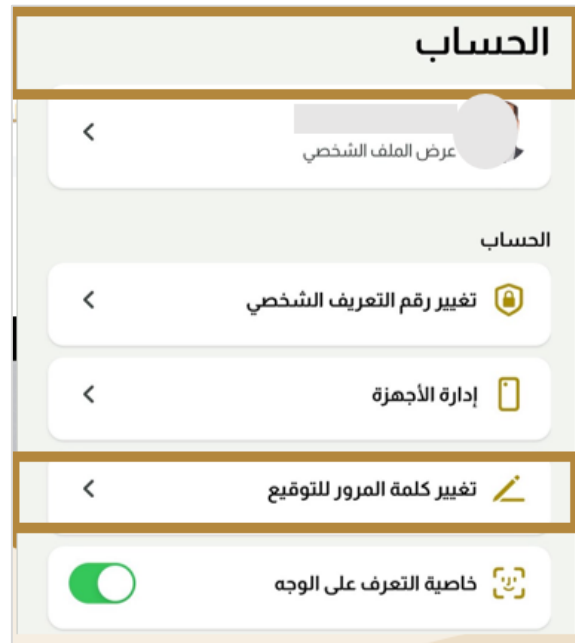 الحساب
عرض الملف الشخصي
الحساب
تغيير رقم التعريف الشخصي
إدارة الأجهزة
تغيير كلمة المرور للتوقيع
خاصية التعرف على الوجه